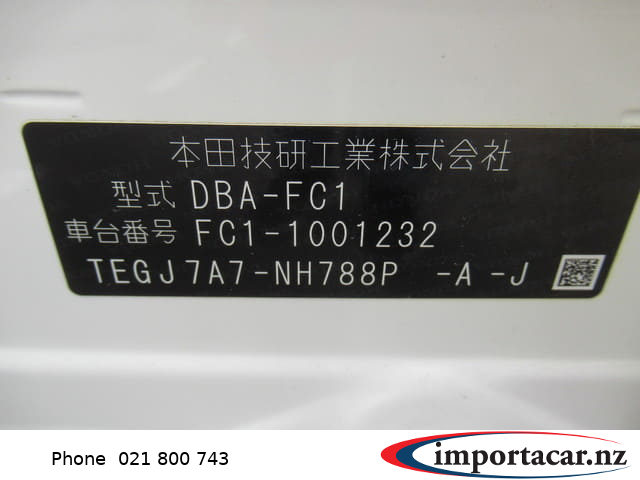 本田技研工業株式会社
型式 DBA-FC1
車台番号 FC1-1001232
TEGJ7A7-NH788P -A -J
Phone 021 800 743
importacar.nz